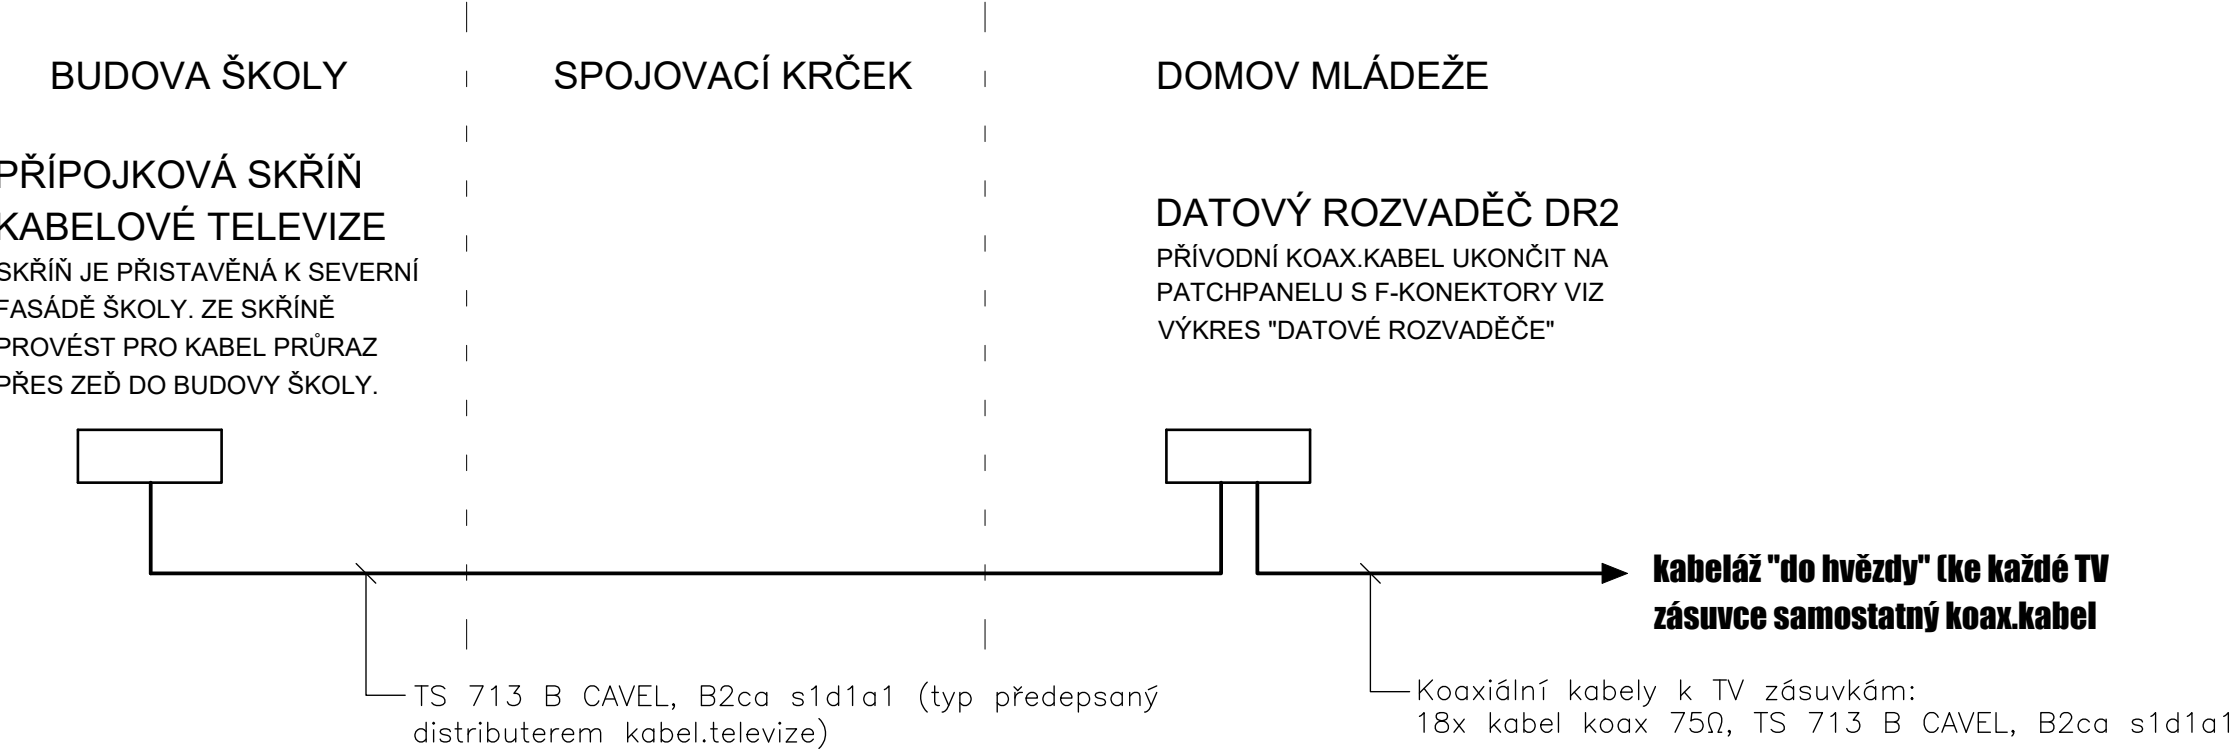 BUDOVA ŠKOLY
SPOJOVACÍ KRČEK
DOMOV MLÁDEŽE
PŘÍPOJKOVÁ SKŘÍŇ
KABELOVÉ TELEVIZE
SKŘÍŇ JE PŘISTAVĚNÁ K SEVERNÍ
FASÁDĚ ŠKOLY. ZE SKŘÍNĚ
PROVÉST PRO KABEL PRŮRAZ
PŘES ZEĎ DO BUDOVY ŠKOLY.
DATOVÝ ROZVADĚČ DR2
PŘÍVODNÍ KOAX.KABEL UKONČIT NA
PATCHPANELU S F-KONEKTORY VIZ
VÝKRES "DATOVÉ ROZVADĚČE"
kabeláž "do hvězdy" (ke každé TV
zásuvce samostatný koax.kabel
TS 713 B CAVEL, B2ca s1d1a1 (typ předepsaný
distributerem kabel.televize)
Koaxiální kabely k TV zásuvkám:
18x kabel koax 75Ω, TS 713 B CAVEL, B2ca s1d1a1